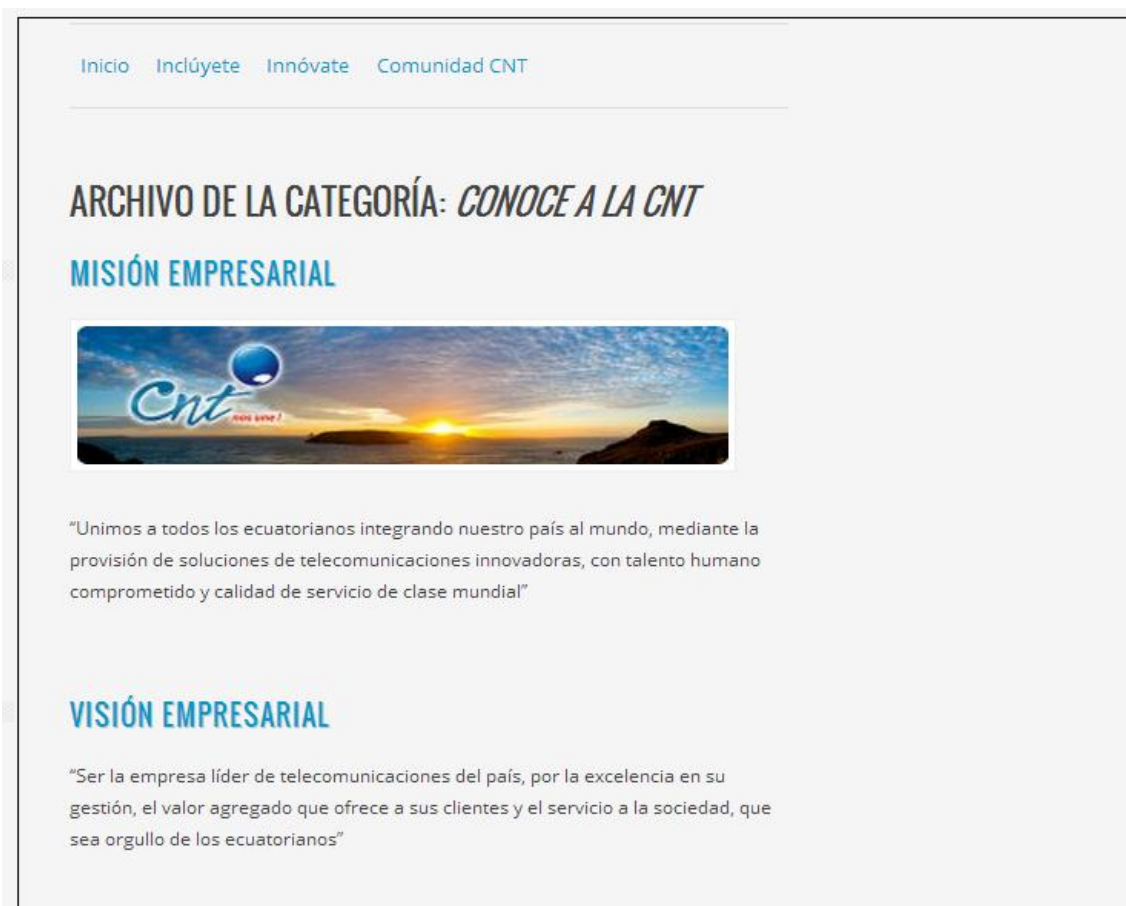 Inicio Inclúyete Innóvate Comunidad CNT
ARCHIVO DE LA CATEGORÍA: CONOCE A LA CNT
MISIÓN EMPRESARIAL
Cnt
nos une!
“Unimos a todos los ecuatorianos integrando nuestro país al mundo, mediante la
provisión de soluciones de telecomunicaciones innovadoras, con talento humano
comprometido y calidad de servicio de clase mundial”
VISIÓN EMPRESARIAL
“Ser la empresa líder de telecomunicaciones del país, por la excelencia en su
gestión, el valor agregado que ofrece a sus clientes y el servicio a la sociedad, que
sea orgullo de los ecuatorianos”